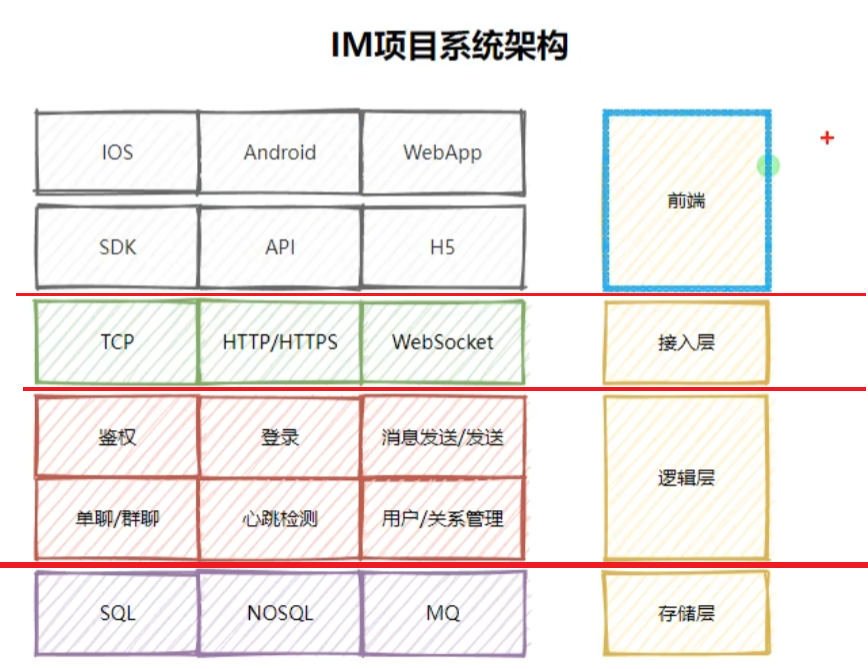 IM项目系统架构
IOS Android WebApp
前端
SDK API H5
TCP HTTP/HTTPS WebSocket 接入层
鉴权 登录 消息发送/发送
逻辑层
单聊/群聊 心跳检测 用户/关系管理
SQL NOSQL MQ 存储层